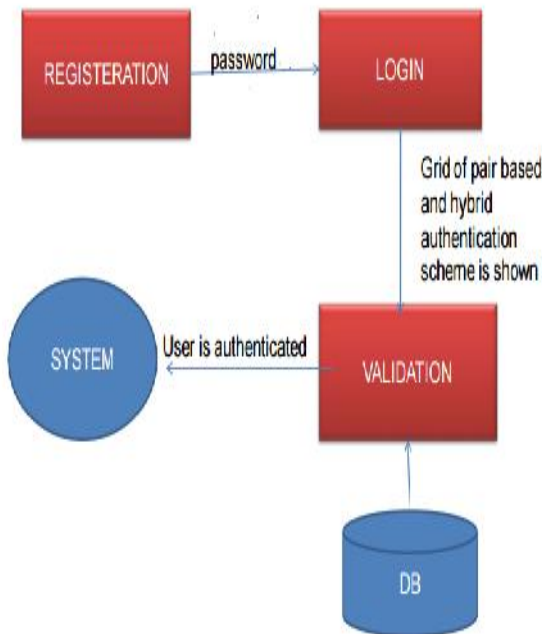 REGISTERATION
password
LOGIN
Grid of pair based
and hybrid
authentication
scheme is shown
SYSTEM
User is authenticated
VALIDATION
DB